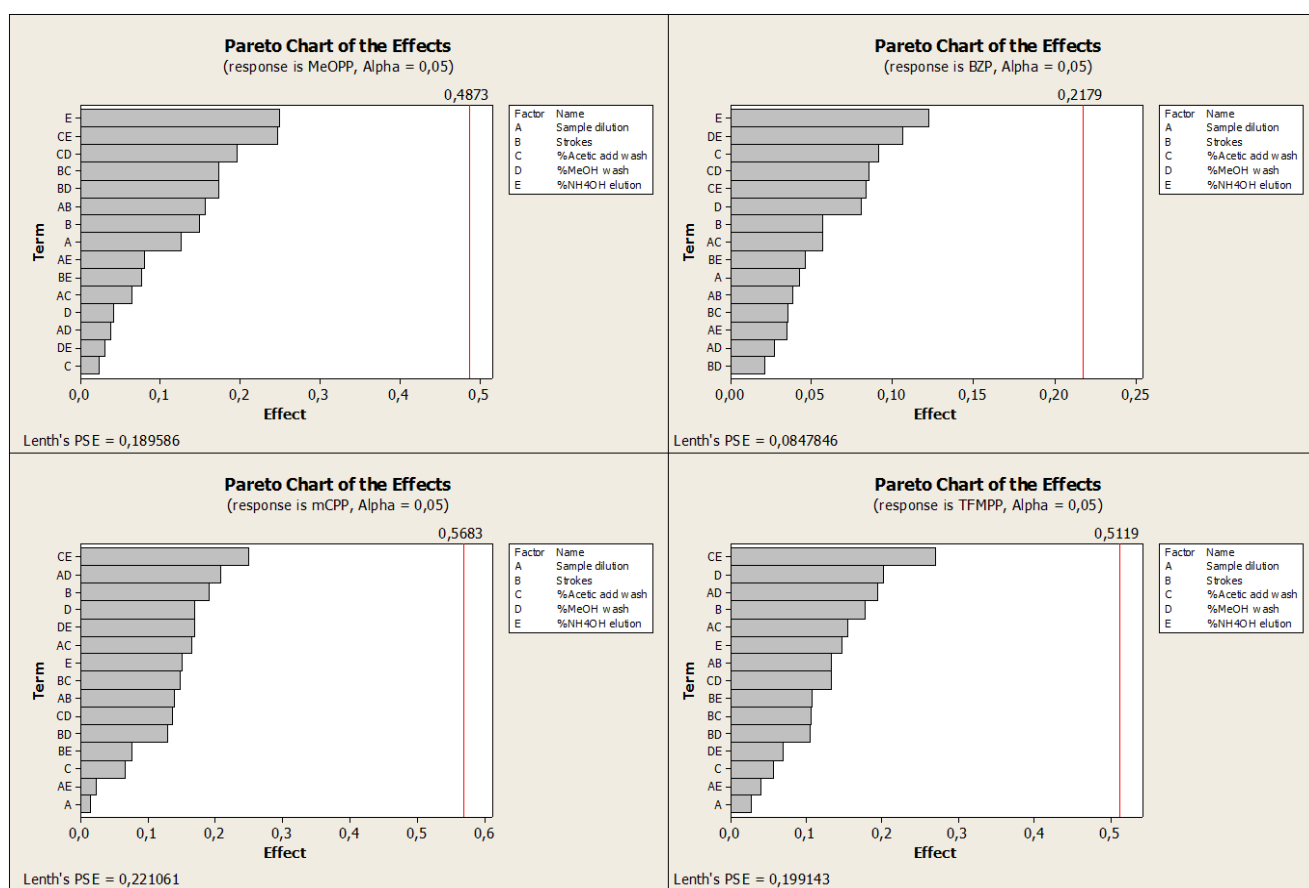 Pareto Chart of the Effects
(response is MeOPP, Alpha = 0,05)
0,4873
Term
E
CE
CD
BC
BD
AB
B
A
AE
BE
AC
D
AD
DE
C
0,0 0,1 0,2 0,3 0,4 0,5
Effect
Factor Name
A Sample dilution
B Strokes
C %Acetic acid wash
D %MeOH wash
E %NH4OH elution
Lenth's PSE = 0,189586
Pareto Chart of the Effects
(response is BZP, Alpha = 0,05)
0,2179
Term
E
DE
C
CD
CE
D
B
AC
BE
A
AB
BC
AE
AD
BD
0,00 0,05 0,10 0,15 0,20 0,25
Effect
Factor Name
A Sample dilution
B Strokes
C %Acetic acid wash
D %MeOH wash
E %NH4OH elution
Lenth's PSE = 0,0847846
Pareto Chart of the Effects
(response is mCPP, Alpha = 0,05)
0,5683
Term
CE
AD
B
D
DE
AC
E
BC
AB
CD
BD
BE
C
AE
A
0,0 0,1 0,2 0,3 0,4 0,5 0,6
Effect
Factor Name
A Sample dilution
B Strokes
C %Acetic acid wash
D %MeOH wash
E %NH4OH elution
Lenth's PSE = 0,221061
Pareto Chart of the Effects
(response is TFMPP, Alpha = 0,05)
0,5119
Term
CE
D
AD
B
AC
E
AB
CD
BE
BC
BD
DE
C
AE
A
0,0 0,1 0,2 0,3 0,4 0,5
Effect
Factor Name
A Sample dilution
B Strokes
C %Acetic acid wash
D %MeOH wash
E %NH4OH elution
Lenth's PSE = 0,199143